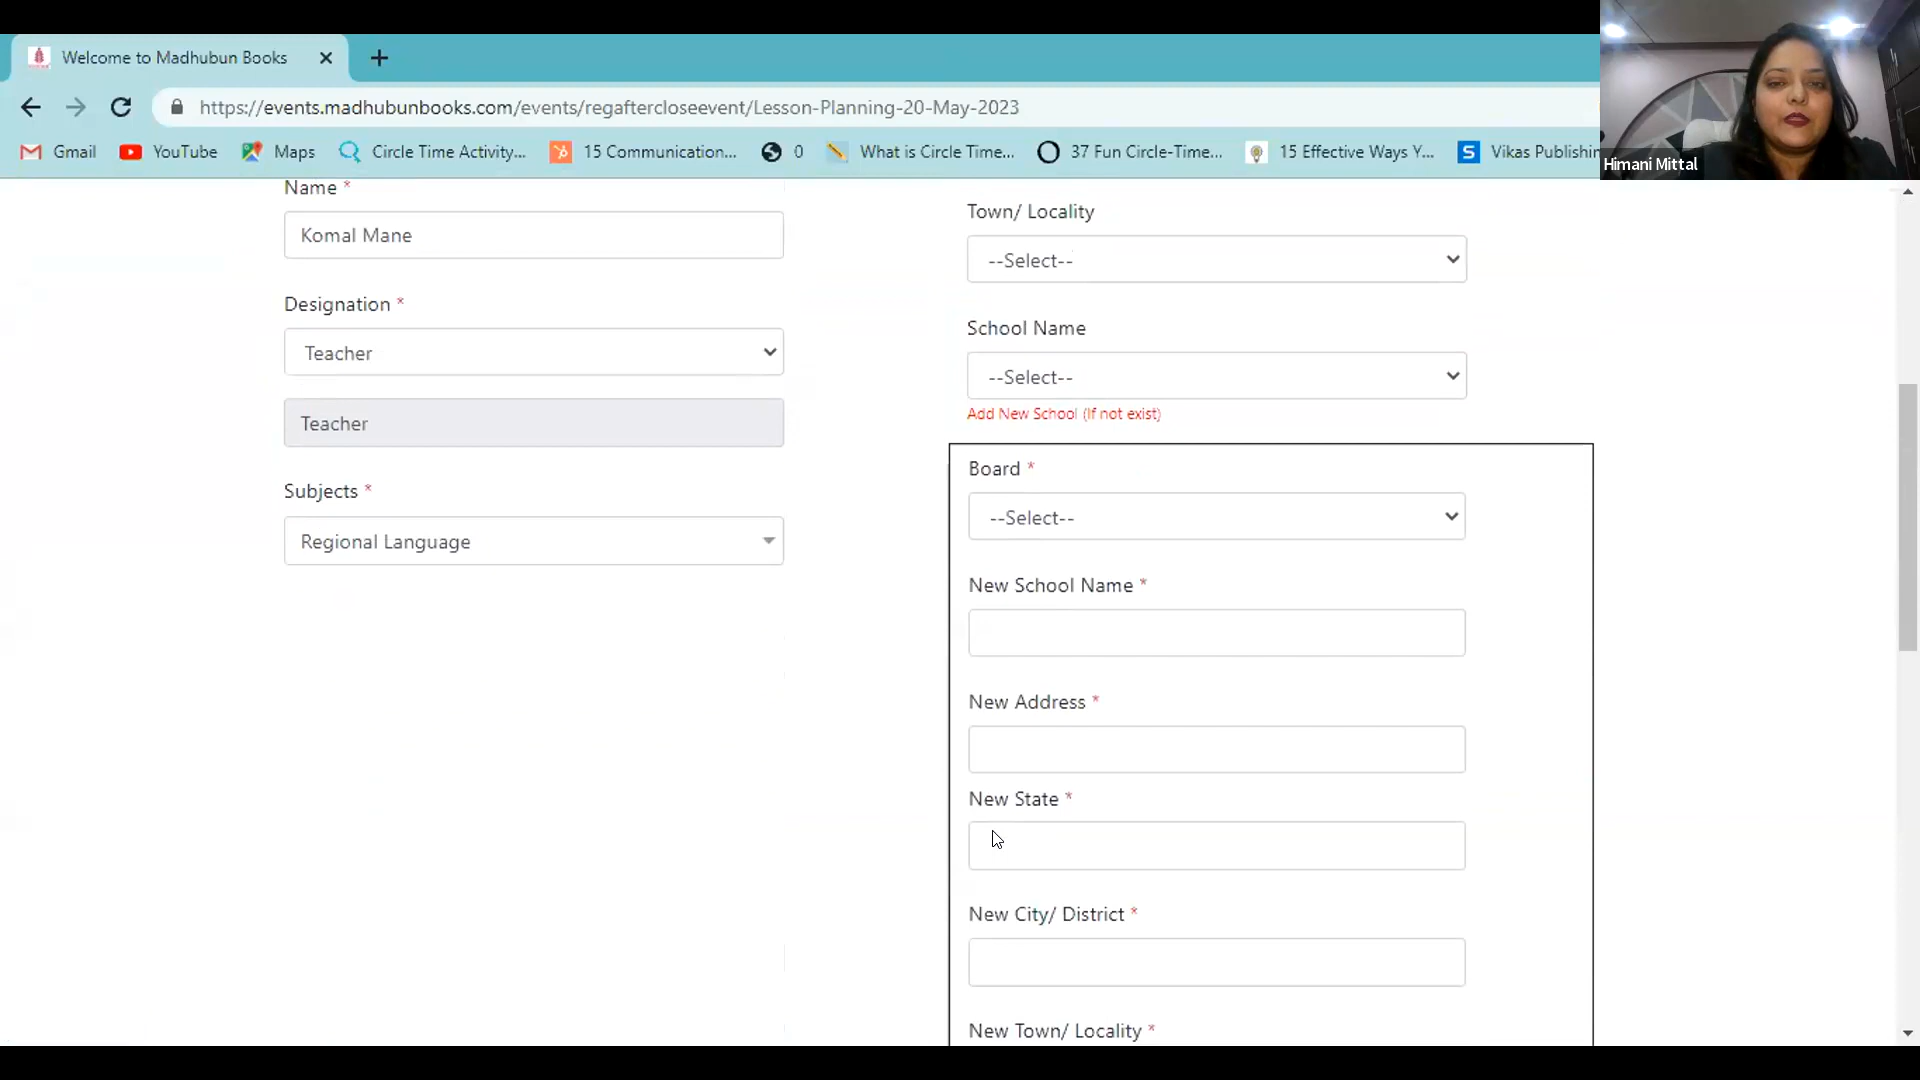 Welcome to Madhubun Books
https://events.madhubunbooks.com/events/regaftercloseevent/Lesson-Planning-20-May-2023
Gmail YouTube Maps Circle Time Activity... 15 Communication... 0 What is Circle Time... 37 Fun Circle-Time... 15 Effective Ways Y... S Vikas Publishin
Himani Mittal
Name *
Komal Mane
Designation *
Teacher
Teacher
Subjects *
Regional Language
Town/ Locality
--Select--
School Name
--Select--
Add New School (If not exist)
Board *
--Select--
New School Name *
New Address *
New State *
New City/ District *
New Town/ Locality *